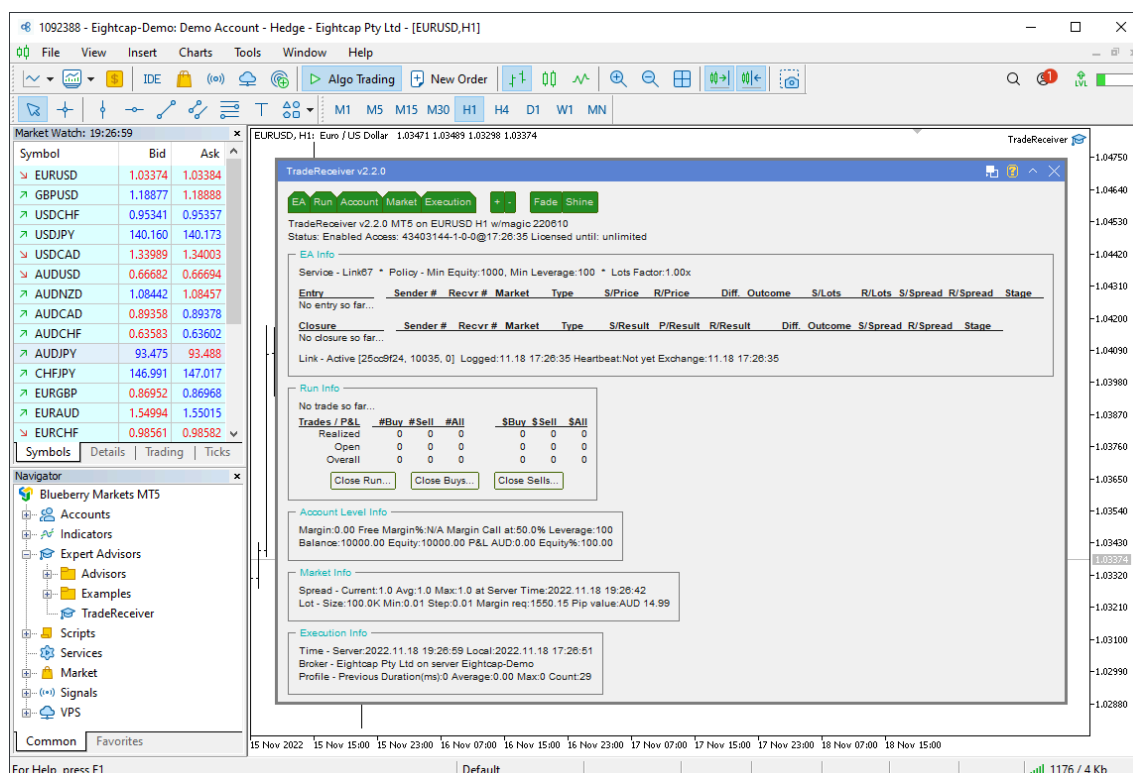 1092388 - Eightcap-Demo: Demo Account - Hedge - Eightcap Pty Ltd - [EURUSD,H1]
File View Insert Charts Tools Window Help
IDE Algo Trading New Order 1 LVL
M1 M5 M15 M30 H1 H4 D1 W1 MN
Market Watch: 19:26:59
Symbol Bid Ask
EURUSD 1.03374 1.03384
GBPUSD 1.18877 1.18888
USDCHF 0.95341 0.95357
USDJPY 140.160 140.173
USDCAD 1.33989 1.34003
AUDUSD 0.66682 0.66694
AUDNZD 1.08442 1.08457
AUDCAD 0.89358 0.89378
AUDCHF 0.63583 0.63602
AUDJPY 93.475 93.488
CHFJPY 146.991 147.017
EURGBP 0.86952 0.86968
EURAUD 1.54994 1.55015
EURCHF 0.98561 0.98582
Symbols Details Trading Ticks
Navigator
Blueberry Markets MT5
Accounts
Indicators
Expert Advisors
Advisors
Examples
TradeReceiver
Scripts
Services
Market
Signals
VPS
Common Favorites
EURUSD, H1: Euro / US Dollar 1.03471 1.03489 1.03298 1.03374
TradeReceiver
TradeReceiver v2.2.0
EA Run Account Market Execution + - Fade Shine
TradeReceiver v2.2.0 MT5 on EURUSD H1 w/magic 220610
Status: Enabled Access: 43403144-1-0-0@17:26:35 Licensed until: unlimited
EA Info
Service - Link67 * Policy - Min Equity:1000, Min Leverage:100 * Lots Factor:1.00x
Entry Sender # Recvr # Market Type S/Price R/Price Diff. Outcome S/Lots R/Lots S/Spread R/Spread Stage
No entry so far...
Closure Sender # Recvr # Market Type S/Result P/Result R/Result Diff. Outcome S/Spread R/Spread Stage
No closure so far...
Link - Active [25cc9f24, 10035, 0] Logged:11.18 17:26:35 Heartbeat:Not yet Exchange:11.18 17:26:35
Run Info
No trade so far...
Trades / P&L #Buy #Sell #All $Buy $Sell $All
Realized 0 0 0 0 0 0
Open 0 0 0 0 0 0
Overall 0 0 0 0 0 0
Close Run... Close Buys... Close Sells...
Account Level Info
Margin:0.00 Free Margin%:N/A Margin Call at:50.0% Leverage:100
Balance:10000.00 Equity:10000.00 P&L AUD:0.00 Equity%:100.00
Market Info
Spread - Current:1.0 Avg:1.0 Max:1.0 at Server Time:2022.11.18 19:26:42
Lot - Size:100.0K Min:0.01 Step:0.01 Margin req:1550.15 Pip value:AUD 14.99
Execution Info
Time - Server:2022.11.18 19:26:59 Local:2022.11.18 17:26:51
Broker - Eightcap Pty Ltd on server Eightcap-Demo
Profile - Previous Duration(ms):0 Average:0.00 Max:0 Count:29
1.04750
1.04640
1.04530
1.04420
1.04310
1.04200
1.04090
1.03980
1.03870
1.03760
1.03650
1.03540
1.03430
1.03374
1.03320
1.03210
1.03100
1.02990
1.02880
15 Nov 2022 15 Nov 15:00 15 Nov 23:00 16 Nov 07:00 16 Nov 15:00 16 Nov 23:00 17 Nov 07:00 17 Nov 15:00 17 Nov 23:00 18 Nov 07:00 18 Nov 15:00
For Help, press F1 Default 1176 / 4 Kb